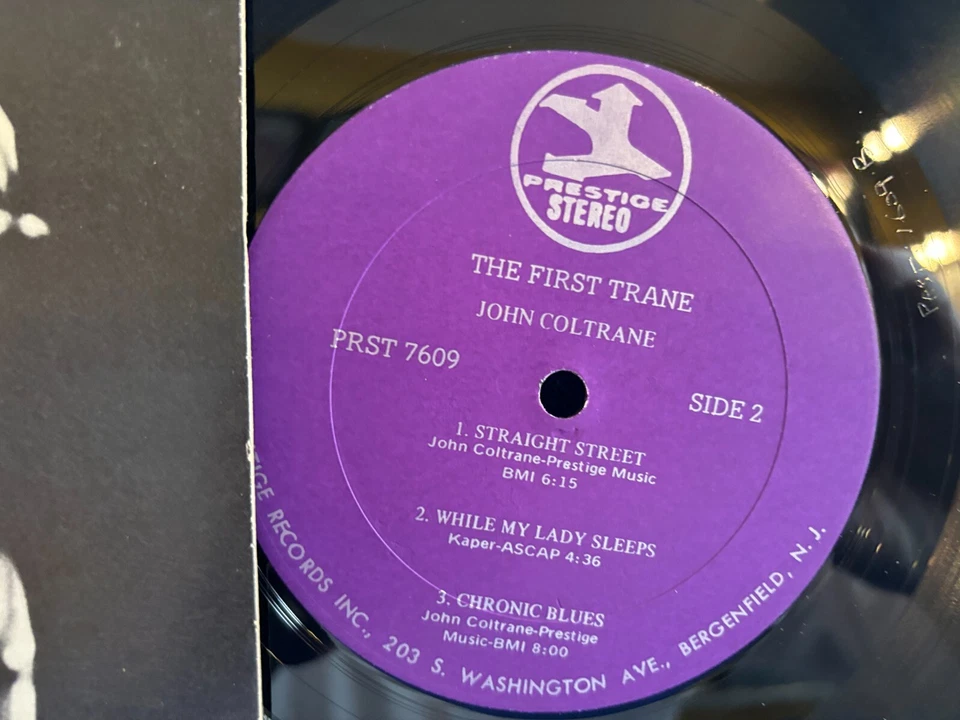 PRESTIGE
STEREO
THE FIRST TRANE
JOHN COLTRANE
PRST 7609
SIDE 2
1. STRAIGHT STREET
John Coltrane-Prestige Music
BMI 6:15
2. WHILE MY LADY SLEEPS
Kaper-ASCAP 4:36
3. CHRONIC BLUES
John Coltrane-Prestige
Music-BMI 8:00
TIGE RECORDS INC., 203 S. WASHINGTON AVE., BERGENFIELD, N. J.